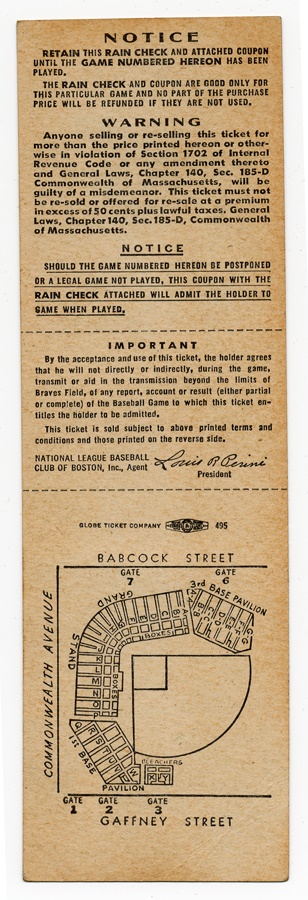 NOTICE
RETAIN THIS RAIN CHECK AND ATTACHED COUPON
UNTIL THE GAME NUMBERED HEREON HAS BEEN
PLAYED.
THE RAIN CHECK AND COUPON ARE GOOD ONLY FOR
THIS PARTICULAR GAME AND NO PART OF THE PURCHASE
PRICE WILL BE REFUNDED IF THEY ARE NOT USED.
WARNING
Anyone selling or re-selling this ticket for
more than the price printed hereon or other-
wise in violation of Section 1702 of Internal
Revenue Code or any amendment thereto
and General Laws, Chapter 140, Sec. 185-D
Commonwealth of Massachusetts, will be
guilty of a misdemeanor. This ticket must not
be re-sold or offered for re-sale at a premium
in excess of 50 cents plus lawful taxes. General
Laws, Chapter 140, Sec. 185-D, Commonwealth
of Massachusetts.
NOTICE
SHOULD THE GAME NUMBERED HEREON BE POSTPONED
OR A LEGAL GAME NOT PLAYED, THIS COUPON WITH THE
RAIN CHECK ATTACHED WILL ADMIT THE HOLDER TO
GAME WHEN PLAYED.
IMPORTANT
By the acceptance and use of this ticket, the holder agrees
that he will not directly or indirectly, during the game,
transmit or aid in the transmission beyond the limits of
Braves Field, of any report, account or result (either partial
or complete) of the Baseball Game to which this ticket en-
titles the holder to be admitted.
This ticket is sold subject to above printed terms and
conditions and those printed on the reverse side.
NATIONAL LEAGUE BASEBALL
CLUB OF BOSTON, Inc., Agent Louis R. Perini
President
GLOBE TICKET COMPANY 495
BABCOCK STREET
GATE
7
GATE
6
3rd BASE PAVILION
GRAND
STAND
BOXES
BOXES
COMMONWEALTH AVENUE
K
L
M
N
O
P
Q
R
S
T
1st BASE
PAVILION
BLEACHERS
GATE
1
GATE
2
GATE
3
GAFFNEY STREET